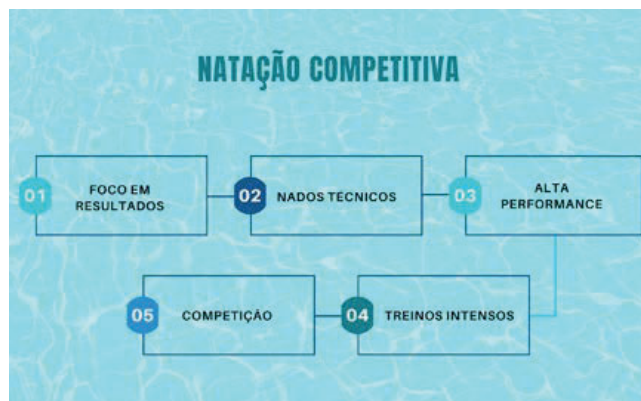 NATAÇÃO COMPETITIVA
01
FOCO EM
RESULTADOS
02
NADOS TÉCNICOS
03
ALTA
PERFORMANCE
04
TREINOS INTENSOS
05
COMPETIÇÃO